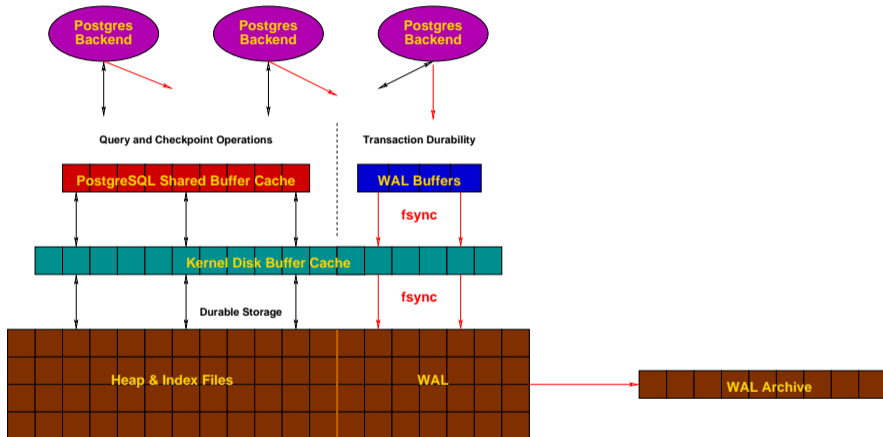 Postgres
Backend
Postgres
Backend
Postgres
Backend
Query and Checkpoint Operations
Transaction Durability
PostgreSQL Shared Buffer Cache
WAL Buffers
fsync
Kernel Disk Buffer Cache
fsync
Durable Storage
Heap & Index Files
WAL
WAL Archive